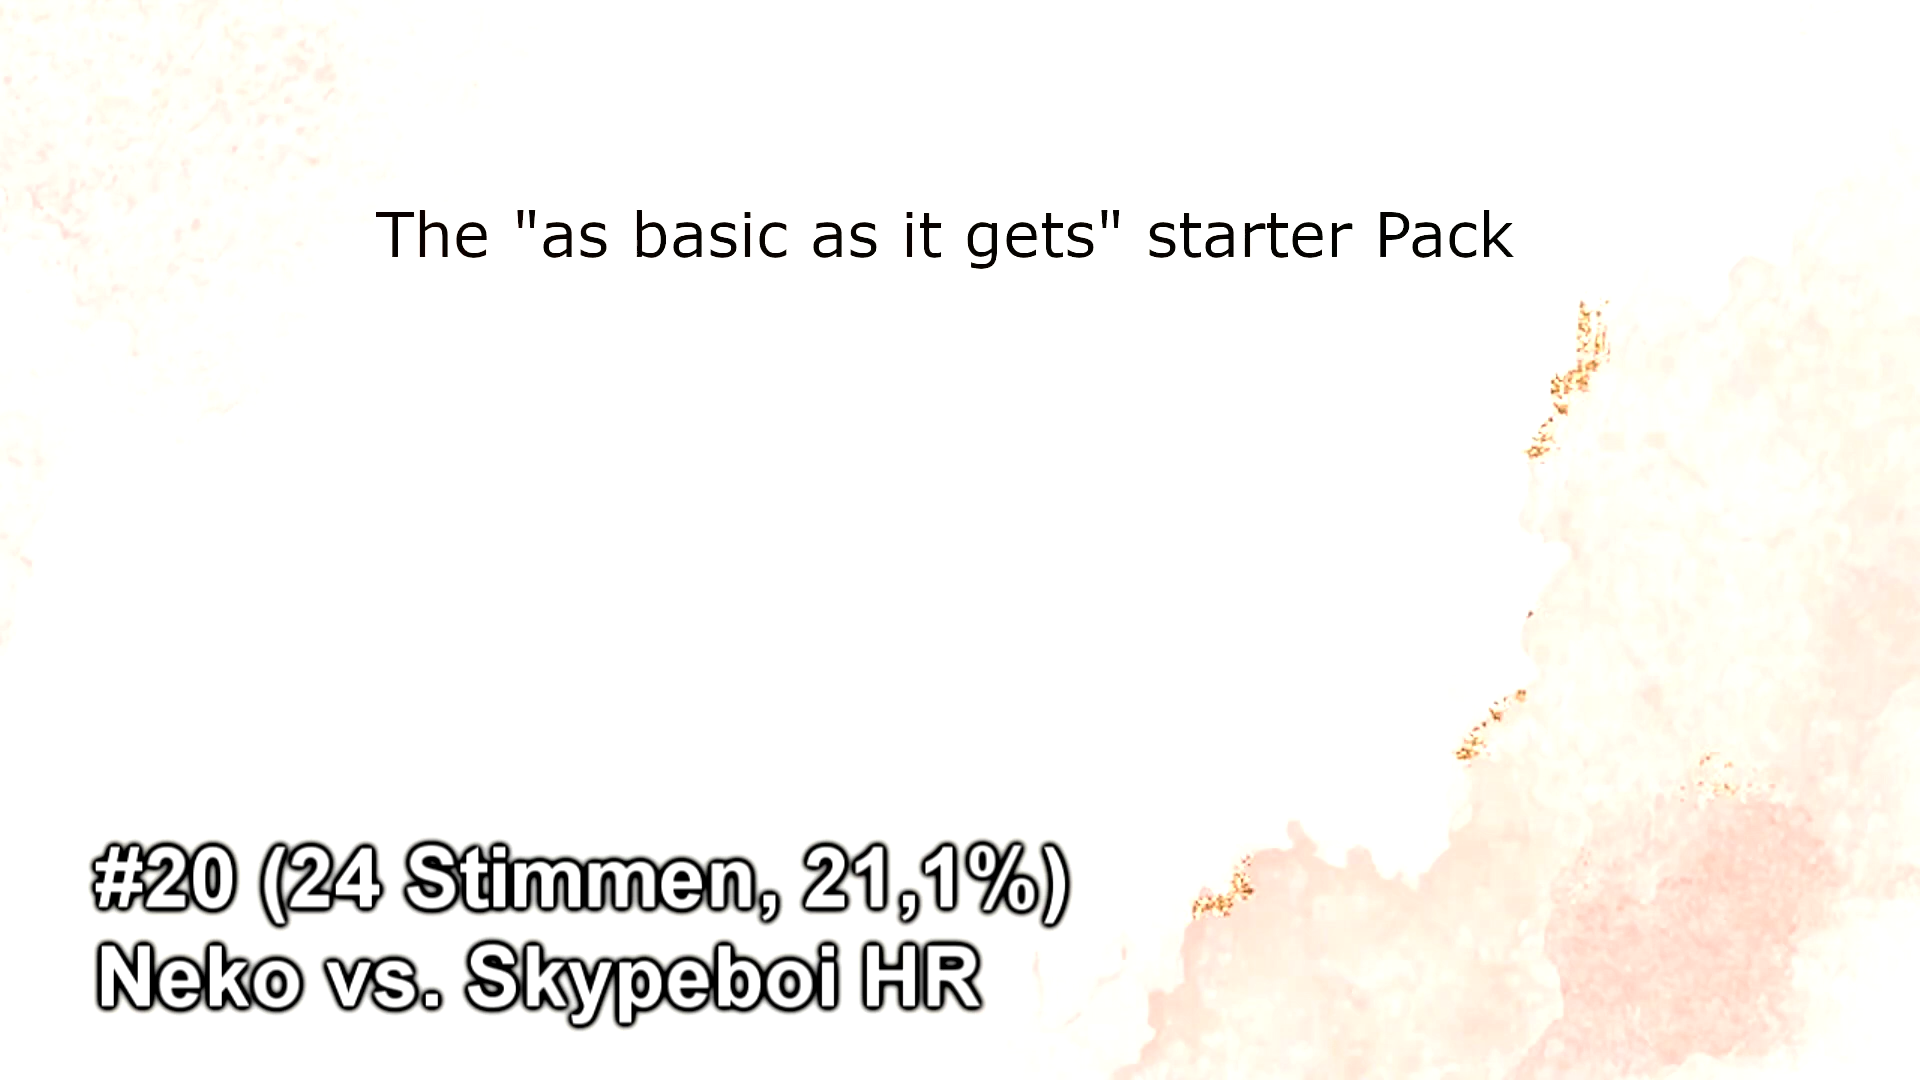 The "as basic as it gets" starter Pack
#20 (24 Stimmen, 21,1%)
Neko vs. Skypeboi HR